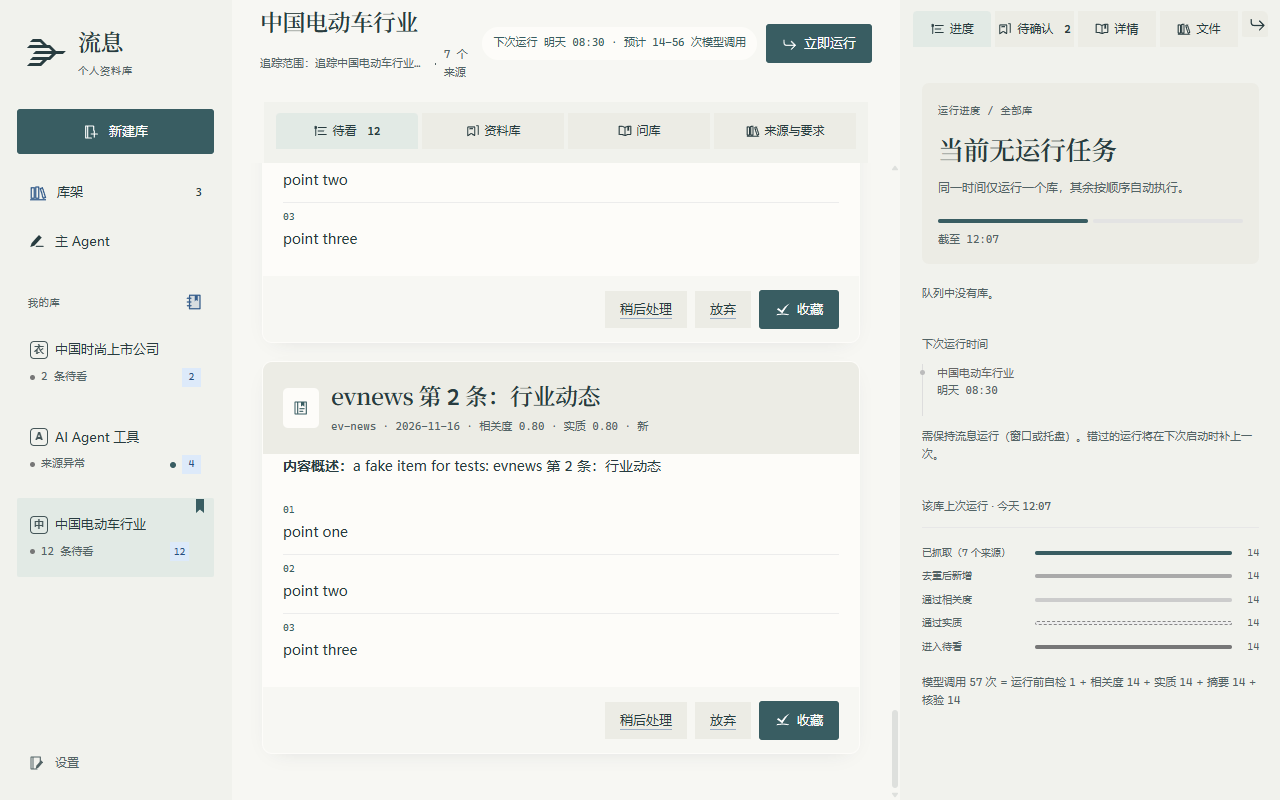 流息
个人资料库
新建库
库架 3
主 Agent
我的库
衣 中国时尚上市公司
2 条待看 2
A AI Agent 工具
来源异常 4
中 中国电动车行业
12 条待看 12
设置
中国电动车行业
追踪范围：追踪中国电动车行业… · 7 个来源
下次运行 明天 08:30 · 预计 14–56 次模型调用
立即运行
待看 12
资料库
问库
来源与要求
point two
03
point three
稍后处理
放弃
收藏
evnews 第 2 条：行业动态
ev-news · 2026-11-16 · 相关度 0.80 · 实质 0.80 · 新
内容概述：a fake item for tests: evnews 第 2 条：行业动态
01
point one
02
point two
03
point three
稍后处理
放弃
收藏
进度
待确认 2
详情
文件
运行进度 / 全部库
当前无运行任务
同一时间仅运行一个库，其余按顺序自动执行。
截至 12:07
队列中没有库。
下次运行时间
中国电动车行业
明天 08:30
需保持流息运行（窗口或托盘）。错过的运行将在下次启动时补上一
次。
该库上次运行 · 今天 12:07
已抓取（7 个来源） 14
去重后新增 14
通过相关度 14
通过实质 14
进入待看 14
模型调用 57 次 = 运行前自检 1 + 相关度 14 + 实质 14 + 摘要 14 +
核验 14